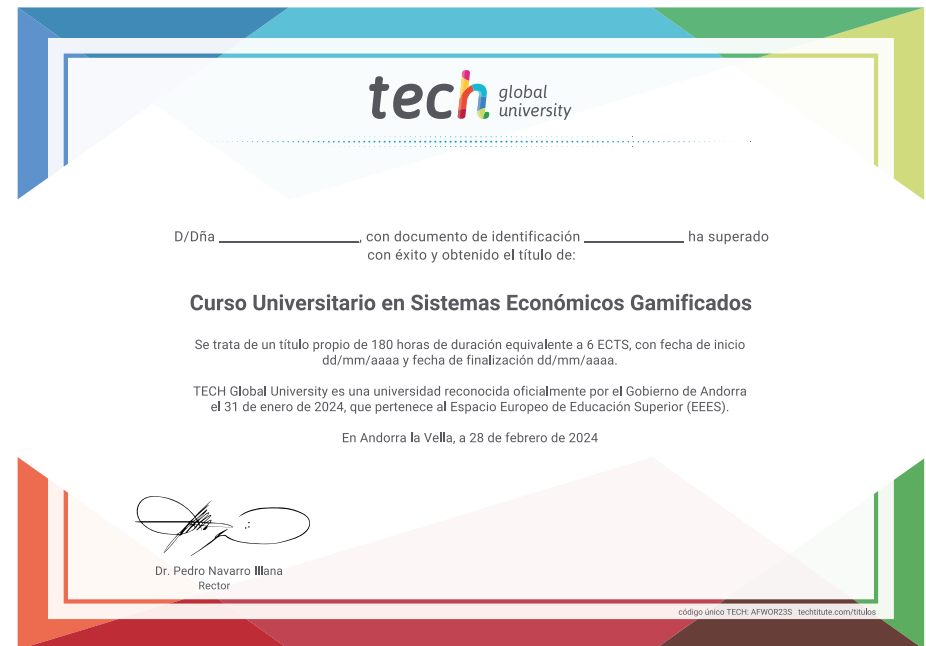 tech global
university
D/Dña ____________________, con documento de identificación ______________ ha superado
con éxito y obtenido el título de:
Curso Universitario en Sistemas Económicos Gamificados
Se trata de un título propio de 180 horas de duración equivalente a 6 ECTS, con fecha de inicio
dd/mm/aaaa y fecha de finalización dd/mm/aaaa.
TECH Global University es una universidad reconocida oficialmente por el Gobierno de Andorra
el 31 de enero de 2024, que pertenece al Espacio Europeo de Educación Superior (EEES).
En Andorra la Vella, a 28 de febrero de 2024
Dr. Pedro Navarro Illana
Rector
código único TECH: AFWOR23S techtitute.com/titulos